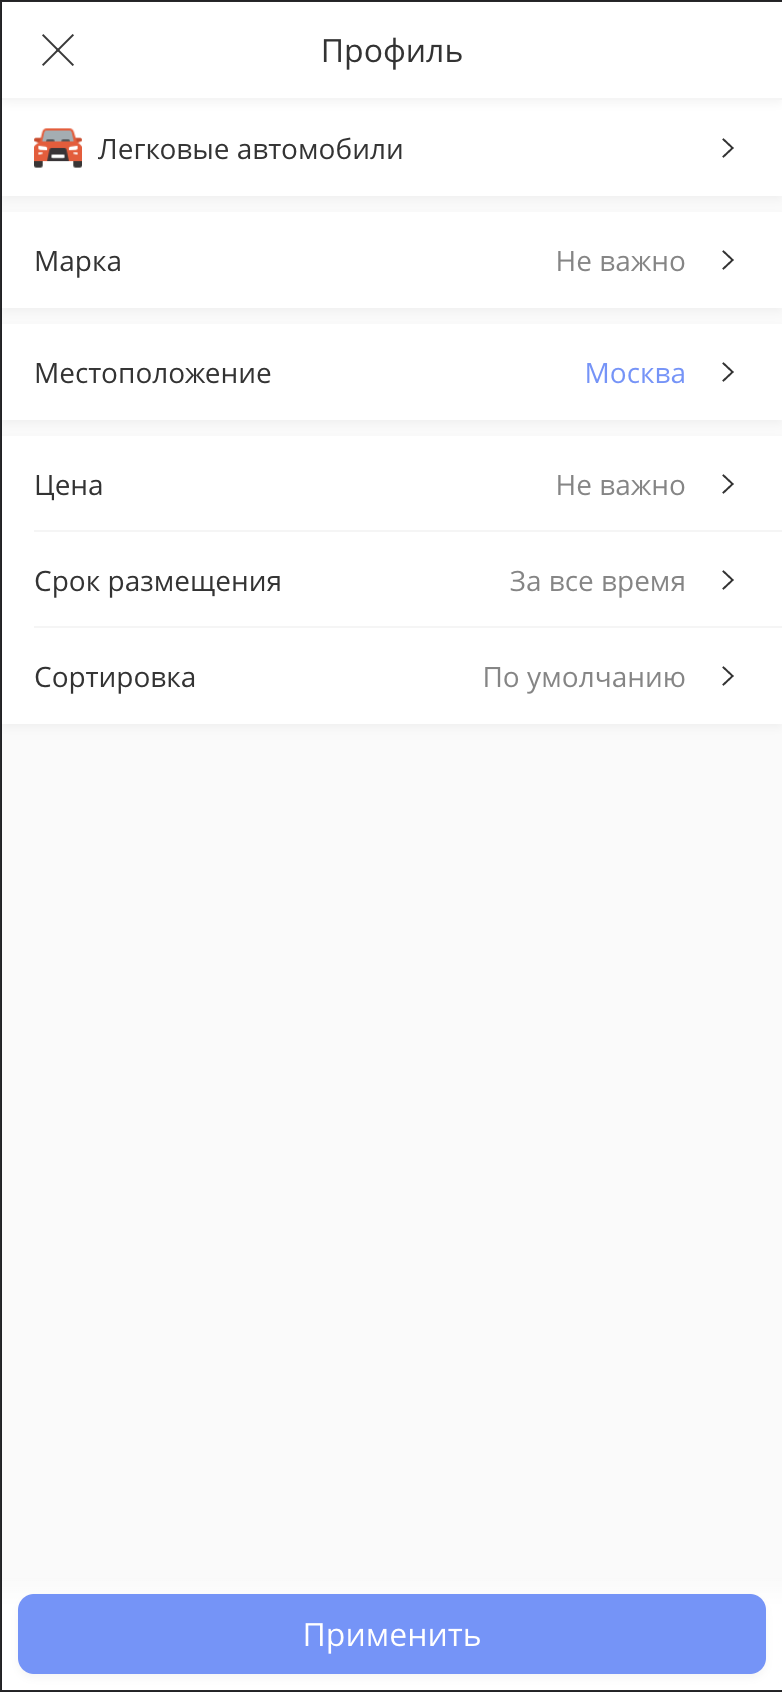 Профиль
Легковые автомобили
Марка Не важно
Местоположение Москва
Цена Не важно
Срок размещения За все время
Сортировка По умолчанию
Применить